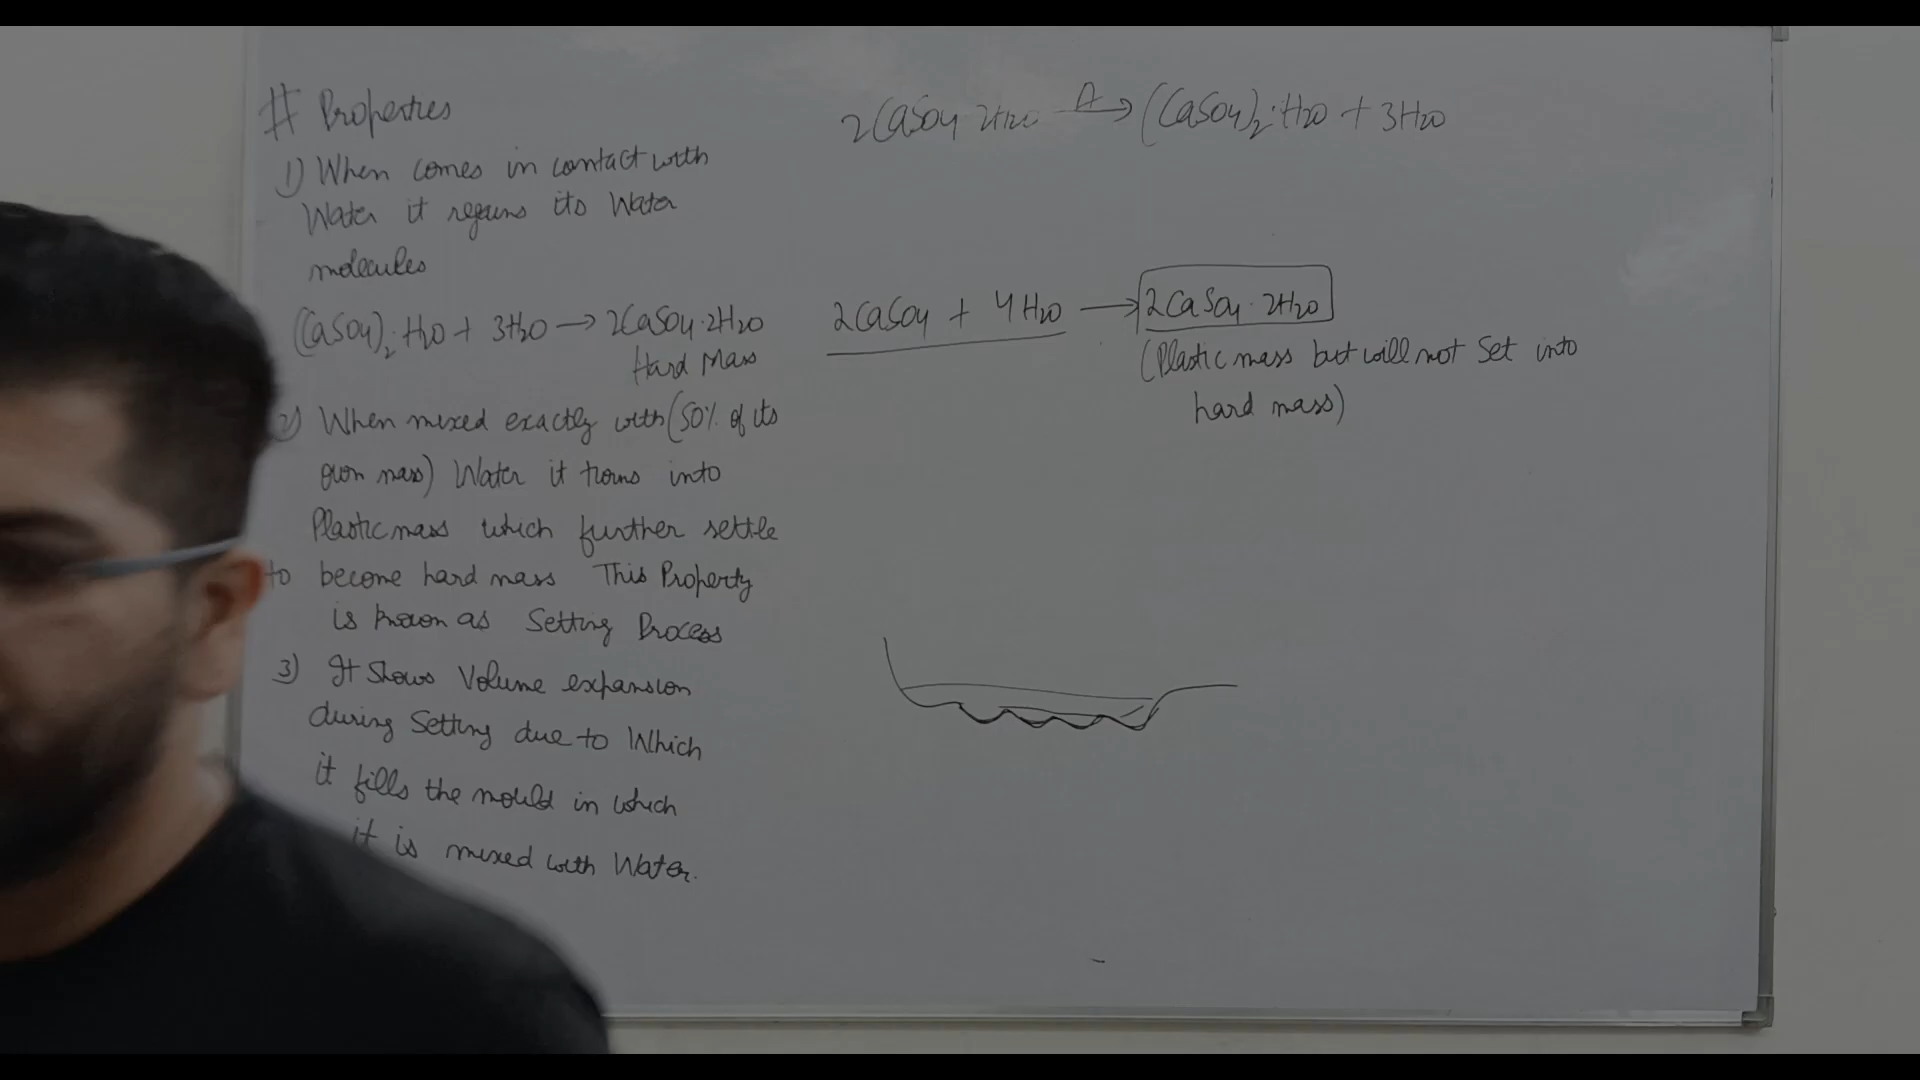 # Properties
1) When comes in contact with
Water it regains its Water
molecules
(CaSO4)2·H2O + 3H2O → 2CaSO4·2H2O
Hard Mass
2) When mixed exactly with (50% of its
own mass) Water it turns into
Plastic mass which further settle
to become hard mass This Property
is known as Setting Process
3) It Shows Volume expansion
during Setting due to Which
it fills the mould in which
it is mixed with Water.
2CaSO4 2H2O Δ→ (CaSO4)2·H2O + 3H2O
2CaSO4 + 4H2O → 2CaSO4·2H2O
(Plastic mass but will not Set into
hard mass)